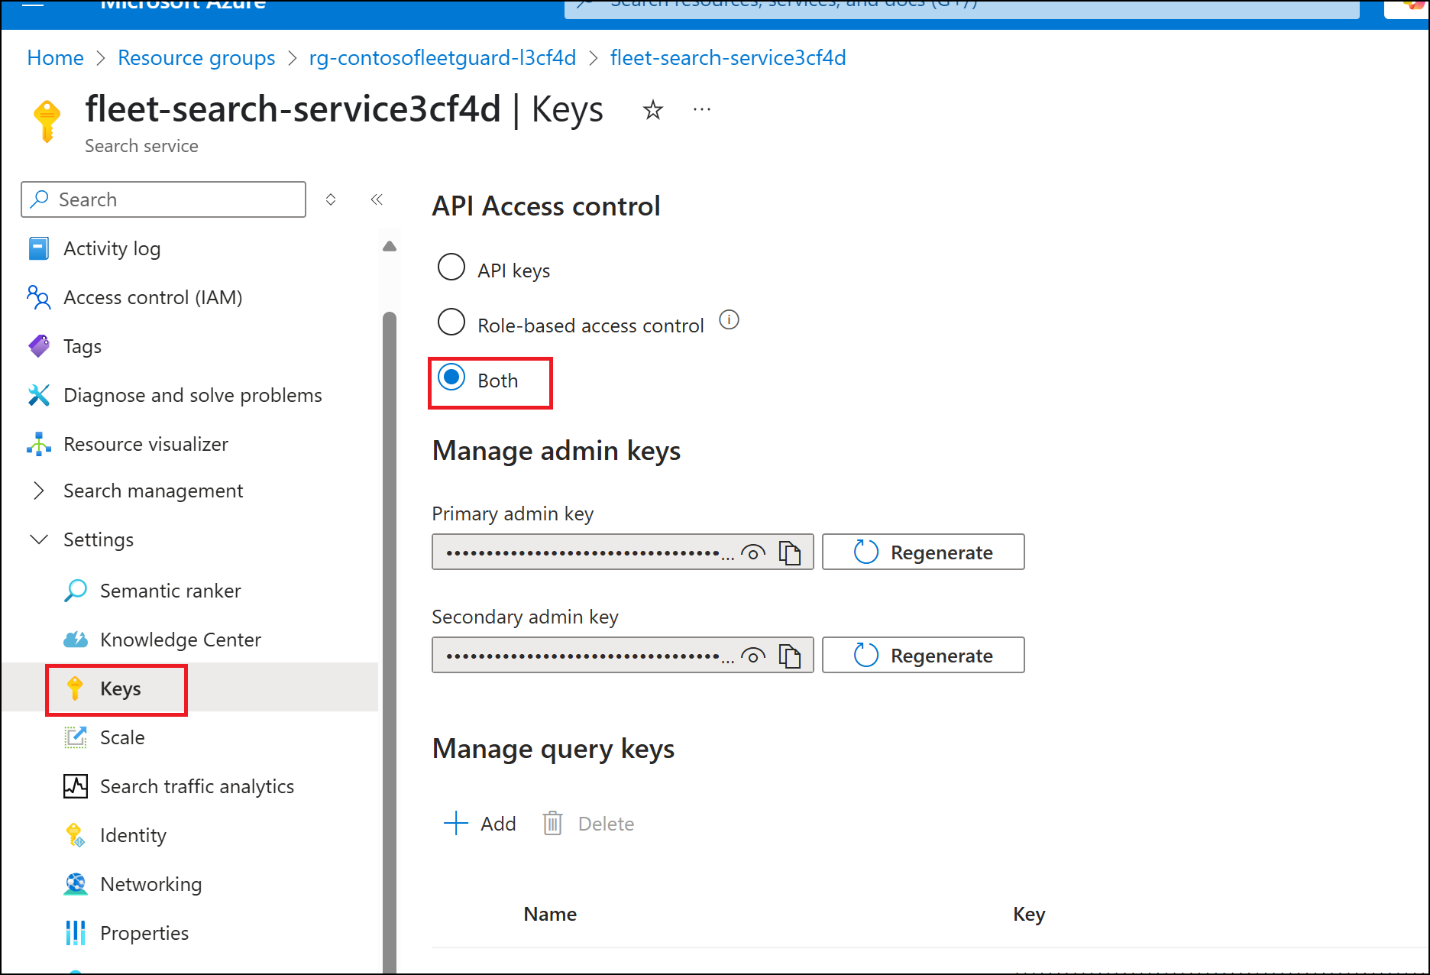 Microsoft Azure
Search resources, services, and docs (G+/)
Home > Resource groups > rg-contosofleetguard-l3cf4d > fleet-search-service3cf4d
fleet-search-service3cf4d | Keys
Search service
Search
Activity log
Access control (IAM)
Tags
Diagnose and solve problems
Resource visualizer
Search management
Settings
Semantic ranker
Knowledge Center
Keys
Scale
Search traffic analytics
Identity
Networking
Properties
API Access control
API keys
Role-based access control
Both
Manage admin keys
Primary admin key
Regenerate
Secondary admin key
Regenerate
Manage query keys
Add Delete
Name Key